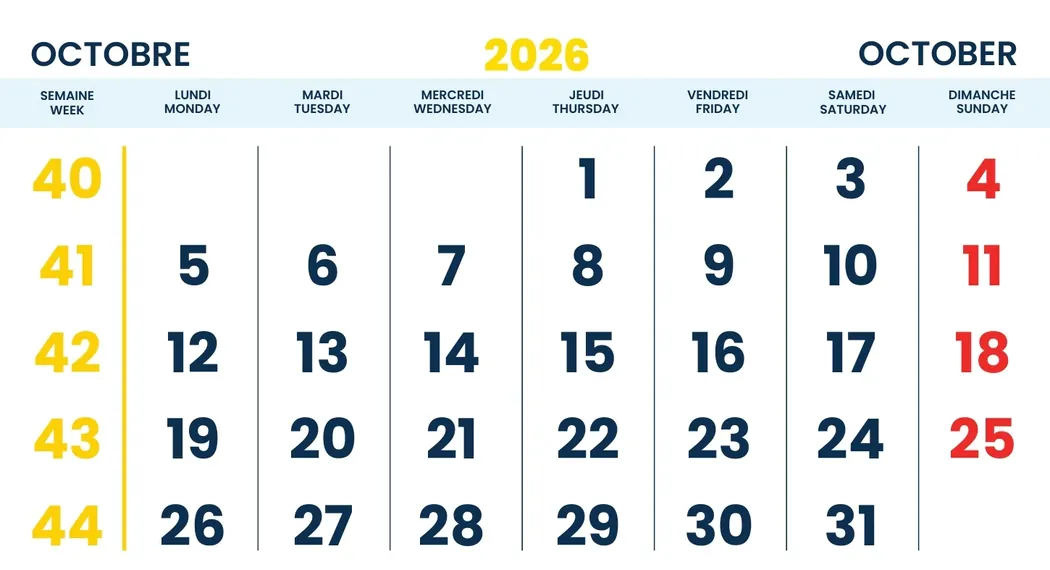 OCTOBRE 2026 OCTOBER
SEMAINE LUNDI MARDI MERCREDI JEUDI VENDREDI SAMEDI DIMANCHE
WEEK MONDAY TUESDAY WEDNESDAY THURSDAY FRIDAY SATURDAY SUNDAY
40 1 2 3 4
41 5 6 7 8 9 10 11
42 12 13 14 15 16 17 18
43 19 20 21 22 23 24 25
44 26 27 28 29 30 31